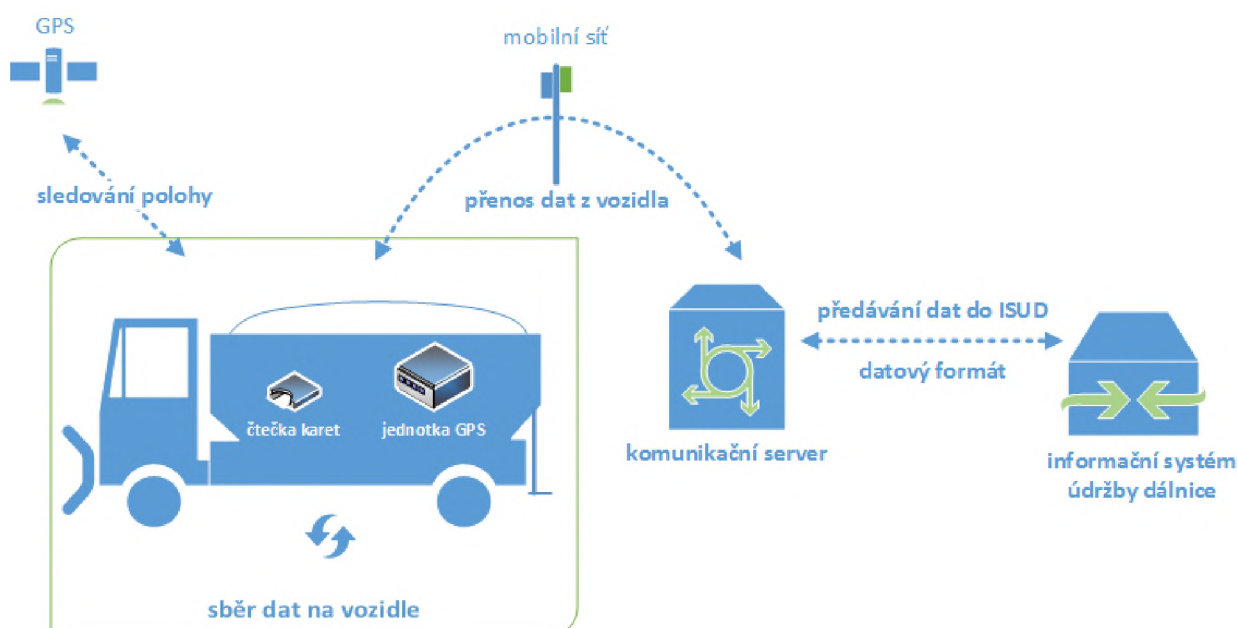 GPS
mobilní síť
sledování polohy
přenos dat z vozidla
předávání dat do ISUD
datový formát
čtečka karet
jednotka GPS
komunikační server
informační systém
údržby dálnice
sběr dat na vozidle